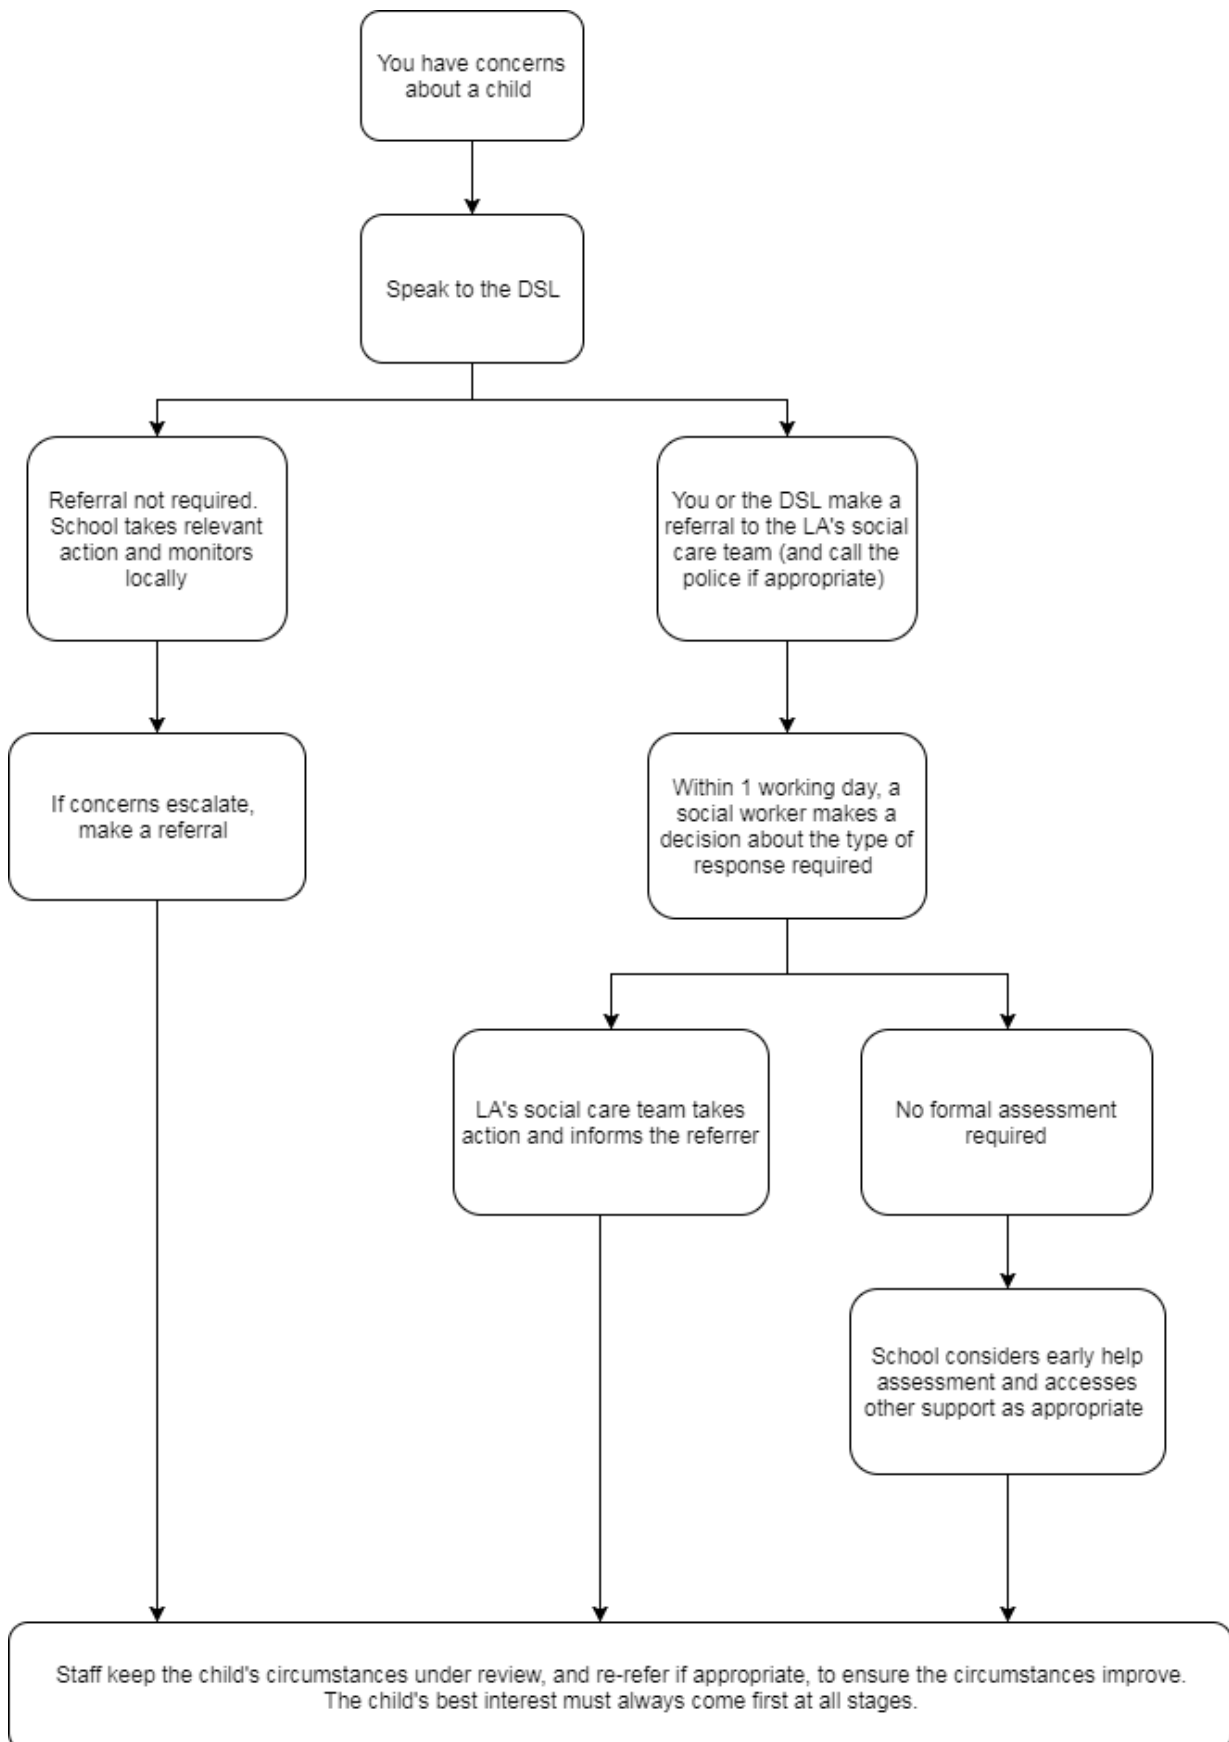 You have concerns
about a child
Speak to the DSL
Referral not required.
School takes relevant
action and monitors
locally
You or the DSL make a
referral to the LA's social
care team (and call the
police if appropriate)
If concerns escalate,
make a referral
Within 1 working day, a
social worker makes a
decision about the type of
response required
LA's social care team takes
action and informs the referrer
No formal assessment
required
School considers early help
assessment and accesses
other support as appropriate
Staff keep the child's circumstances under review, and re-refer if appropriate, to ensure the circumstances improve.
The child's best interest must always come first at all stages.